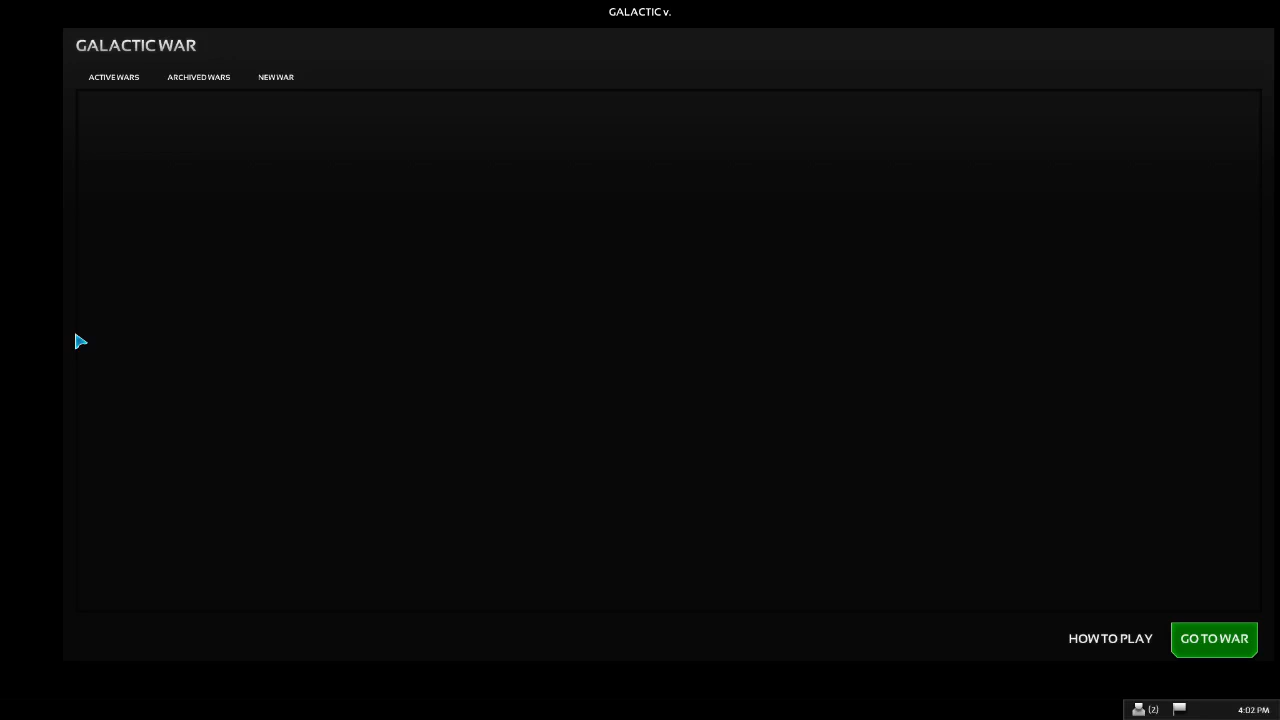 GALACTIC v.
GALACTIC WAR
ACTIVE WARS ARCHIVED WARS NEW WAR
HOW TO PLAY GO TO WAR
(2) 4:02 PM